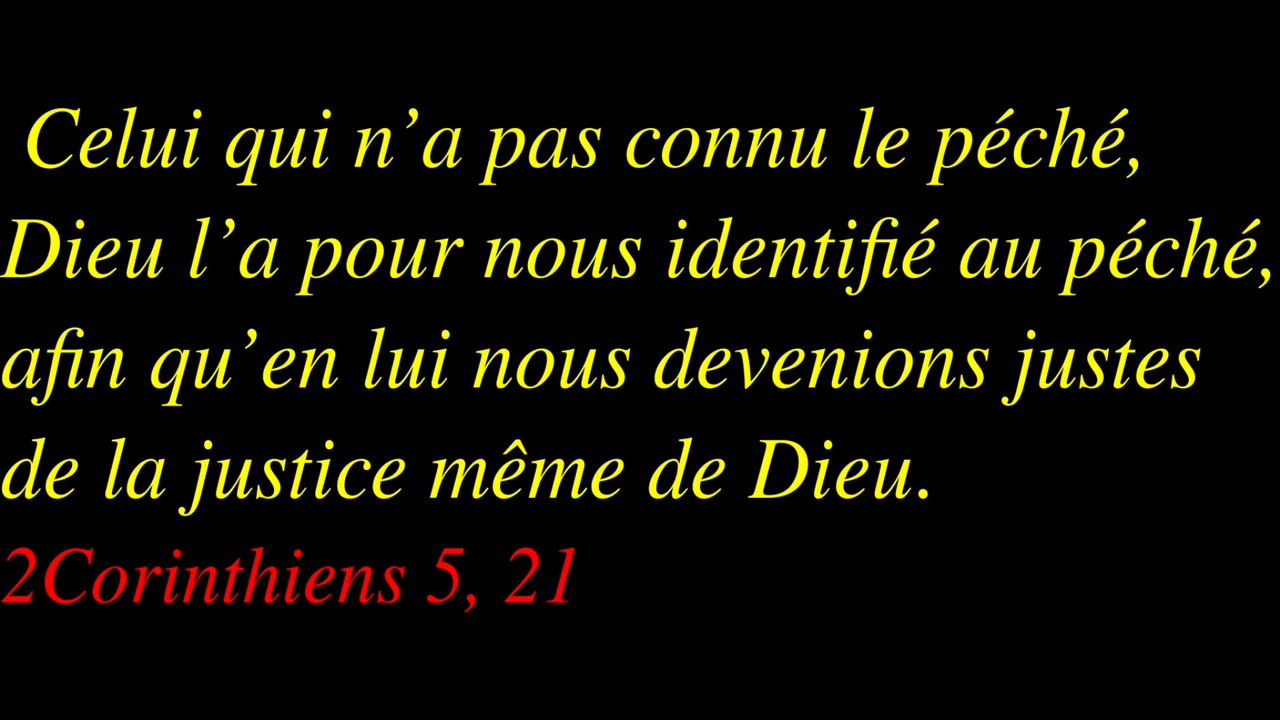 Celui qui n’a pas connu le péché,
Dieu l’a pour nous identifié au péché,
afin qu’en lui nous devenions justes
de la justice même de Dieu.
2Corinthiens 5, 21